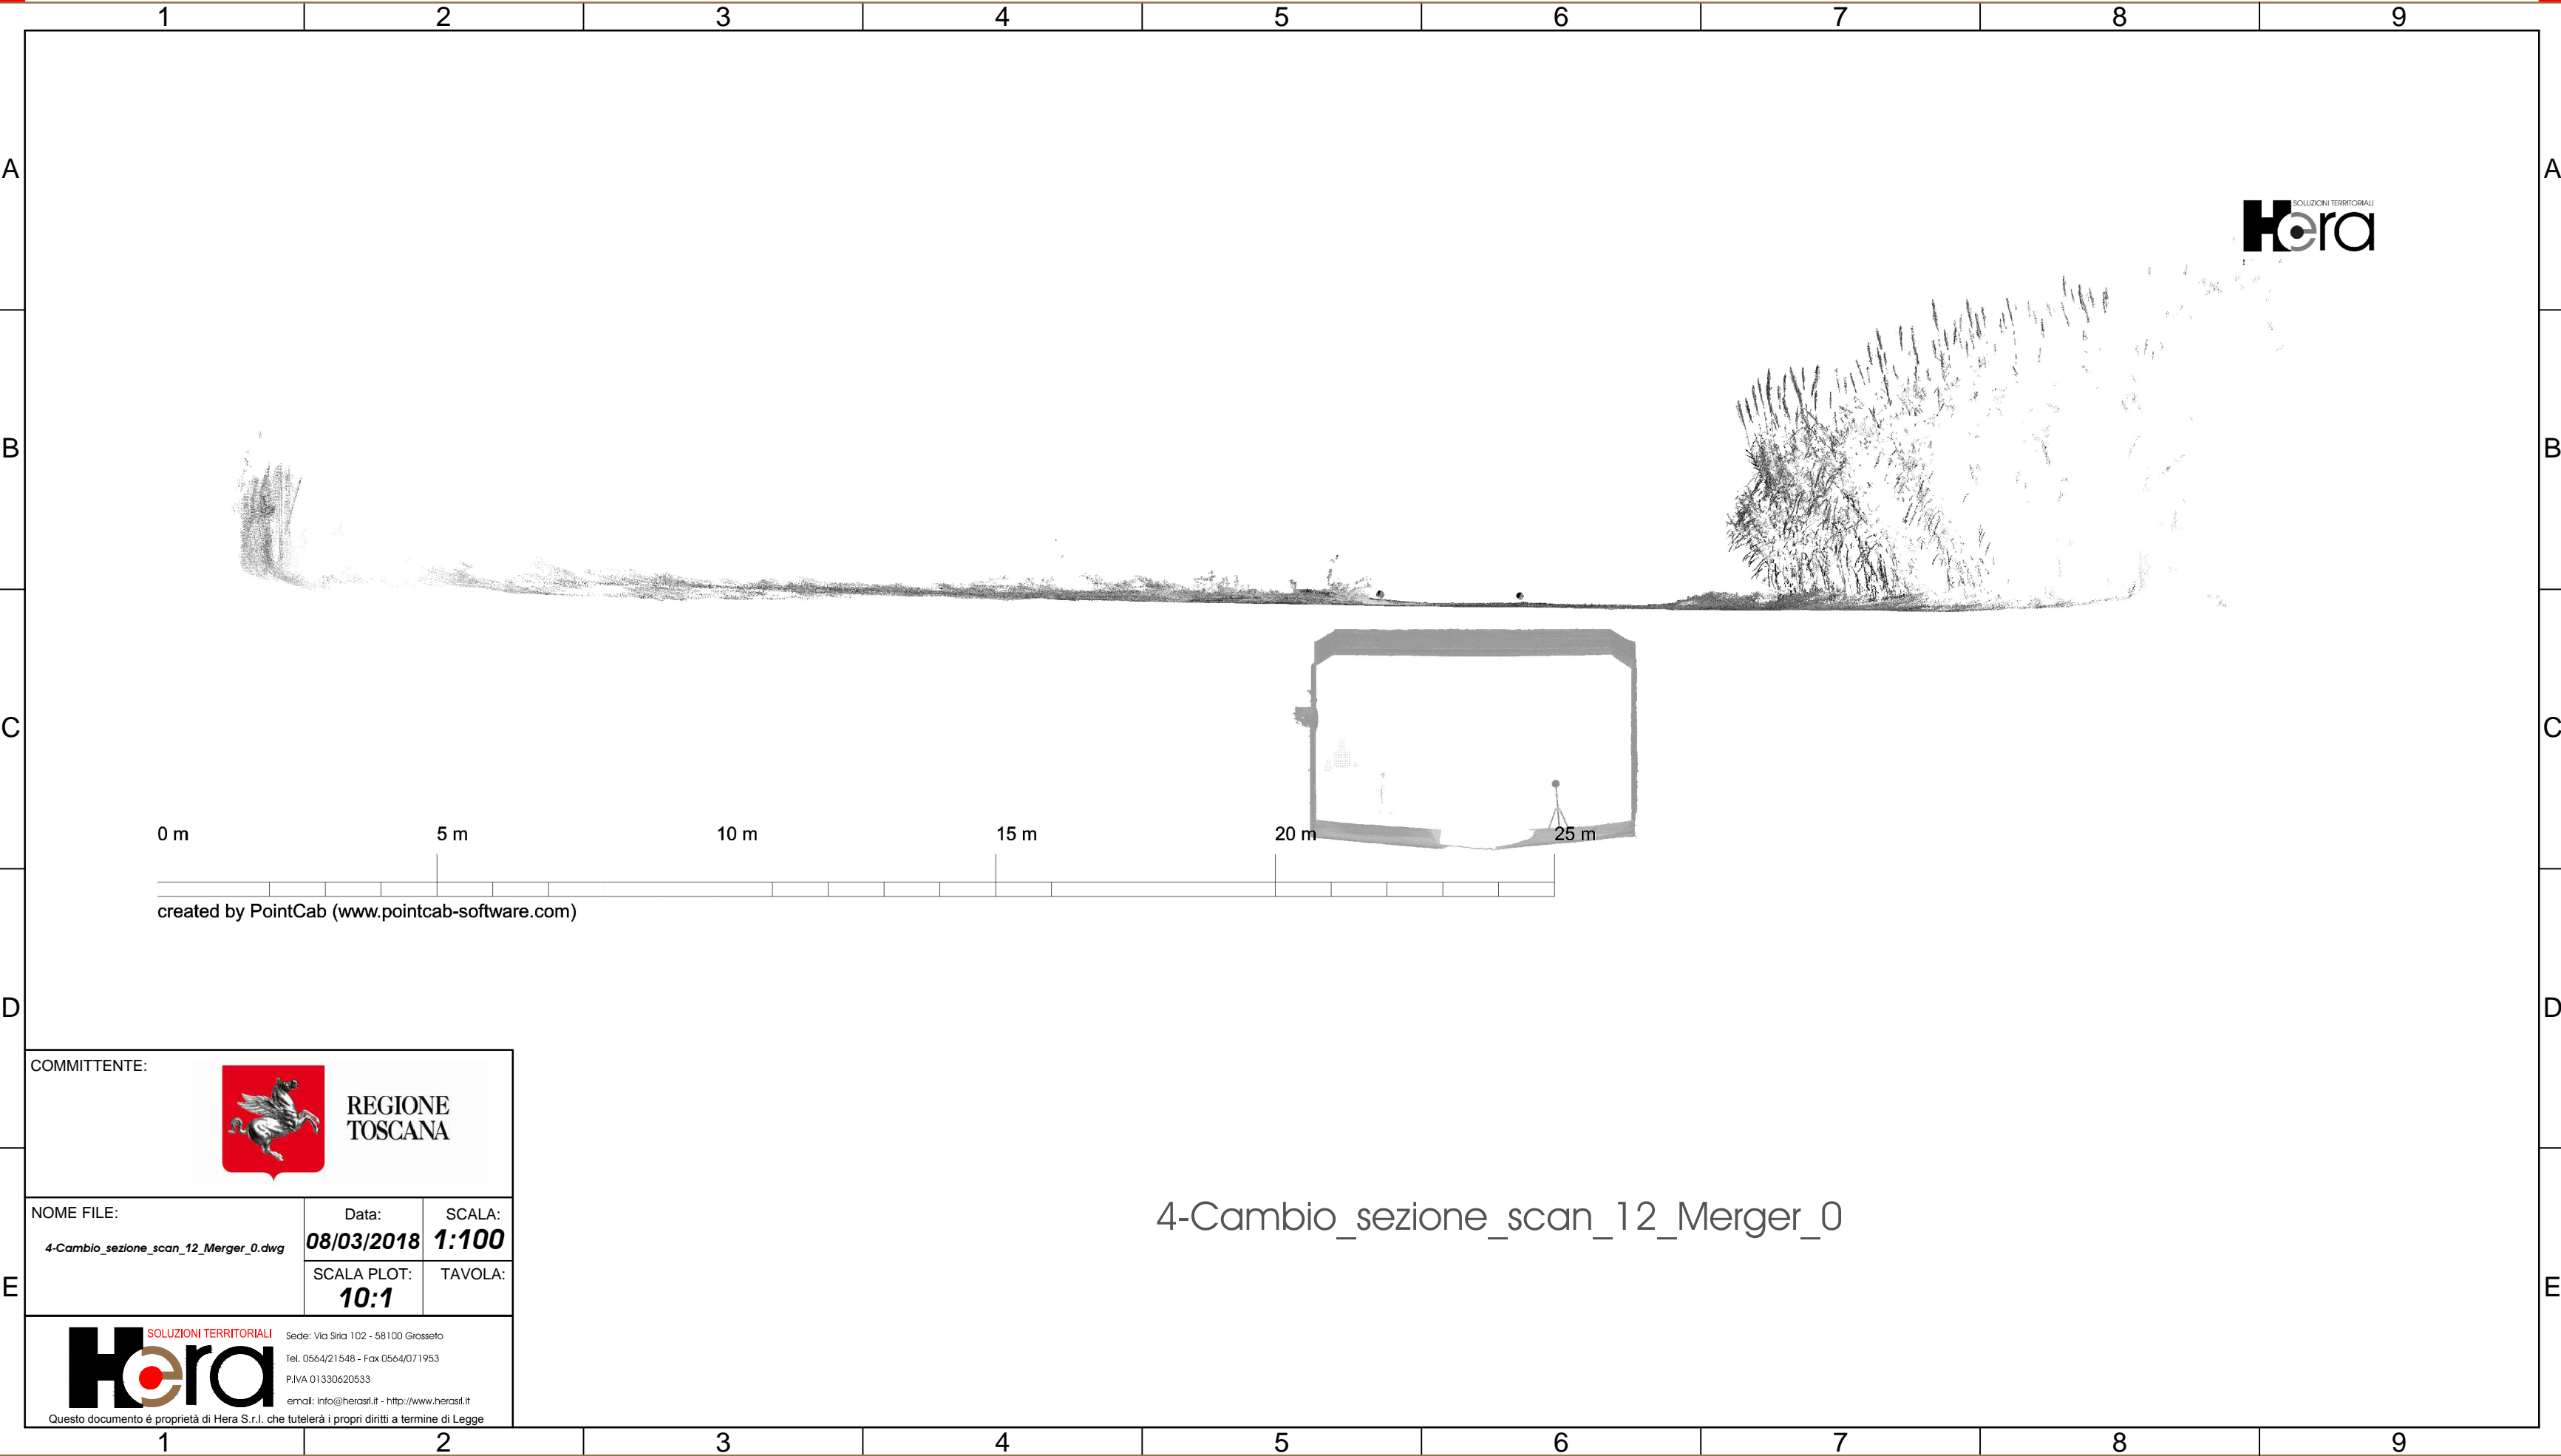 1 2 3 4 5 6 7 8 9
A A
SOLUZIONI TERRITORIALI
Hera
B B
C C
0 m 5 m 10 m 15 m 20 m 25 m
created by PointCab (www.pointcab-software.com)
D D
COMMITTENTE:
REGIONE
TOSCANA
NOME FILE:
4-Cambio_sezione_scan_12_Merger_0.dwg
Data:
08/03/2018
SCALA:
1:100
SCALA PLOT:
10:1
TAVOLA:
4-Cambio_sezione_scan_12_Merger_0
E E
SOLUZIONI TERRITORIALI
Hera
Sede: Via Siria 102 - 58100 Grosseto
Tel. 0564/21548 - Fax 0564/071953
P.IVA 01330620533
email: info@herasrl.it - http://www.herasrl.it
Questo documento é proprietà di Hera S.r.l. che tutelerà i propri diritti a termine di Legge
1 2 3 4 5 6 7 8 9